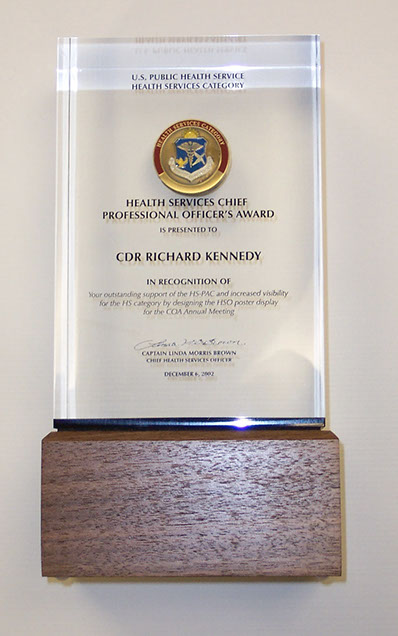 U.S. PUBLIC HEALTH SERVICE
HEALTH SERVICES CATEGORY
HEALTH SERVICES CATEGORY
HEALTH SERVICES CHIEF
PROFESSIONAL OFFICER'S AWARD
IS PRESENTED TO
CDR RICHARD KENNEDY
IN RECOGNITION OF
Your outstanding support of the HS-PAC and increased visibility
for the HS category by designing the HSO poster display
for the COA Annual Meeting
CAPTAIN LINDA MORRIS BROWN
CHIEF HEALTH SERVICES OFFICER
DECEMBER 6, 2002